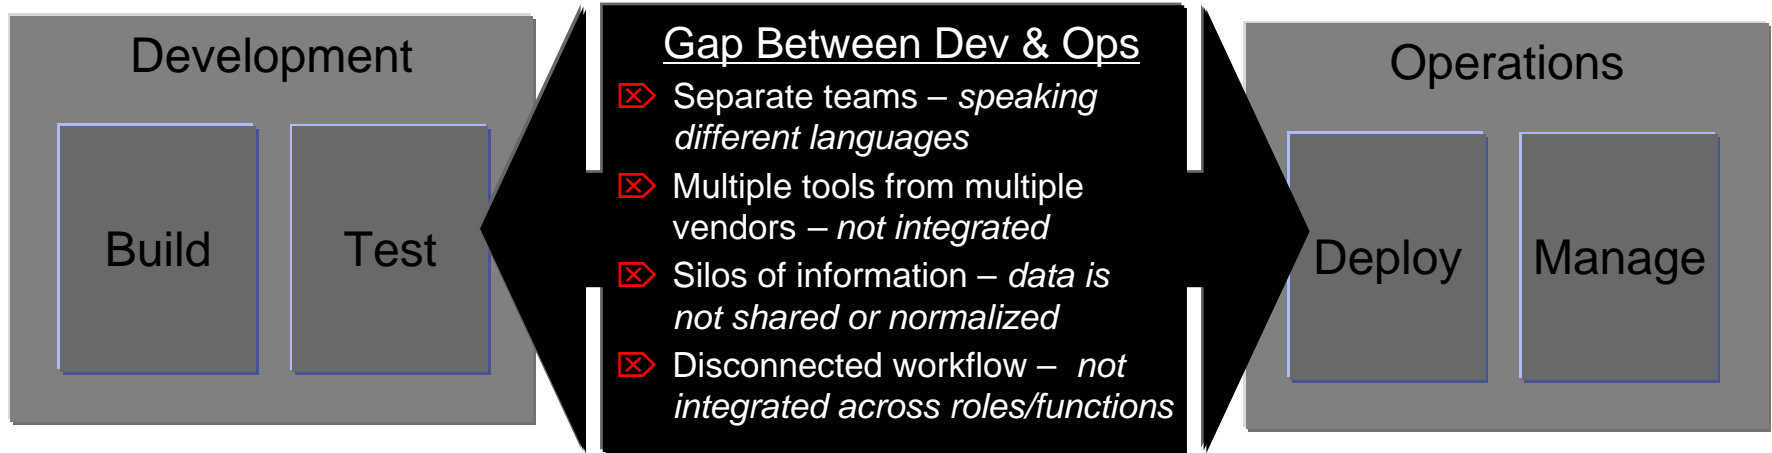 Development
Build
Test
Gap Between Dev & Ops
Separate teams – speaking
different languages
Multiple tools from multiple
vendors – not integrated
Silos of information – data is
not shared or normalized
Disconnected workflow – not
integrated across roles/functions
Operations
Deploy
Manage